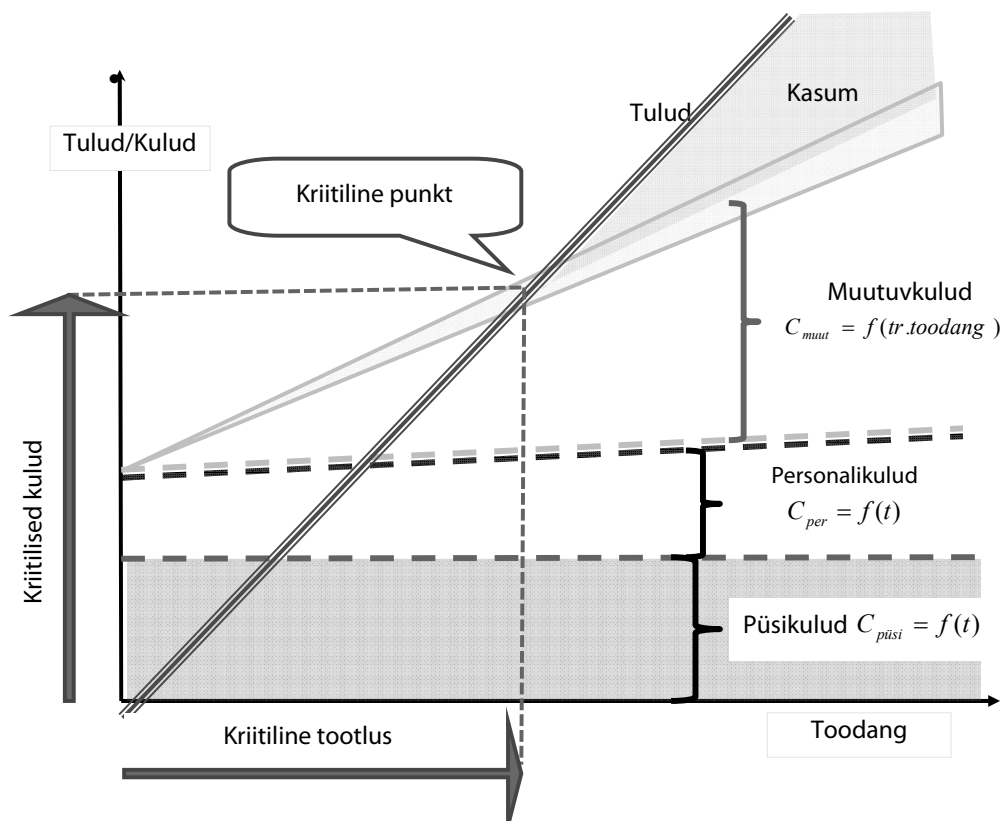 Tulud/Kulud
Tulud
Kasum
Kriitiline punkt
Muutuvkulud
C_muut = f(tr.toodang )
Personalikulud
C_per = f(t)
Püsikulud C_püsi = f(t)
Kriitilised kulud
Kriitiline tootlus
Toodang